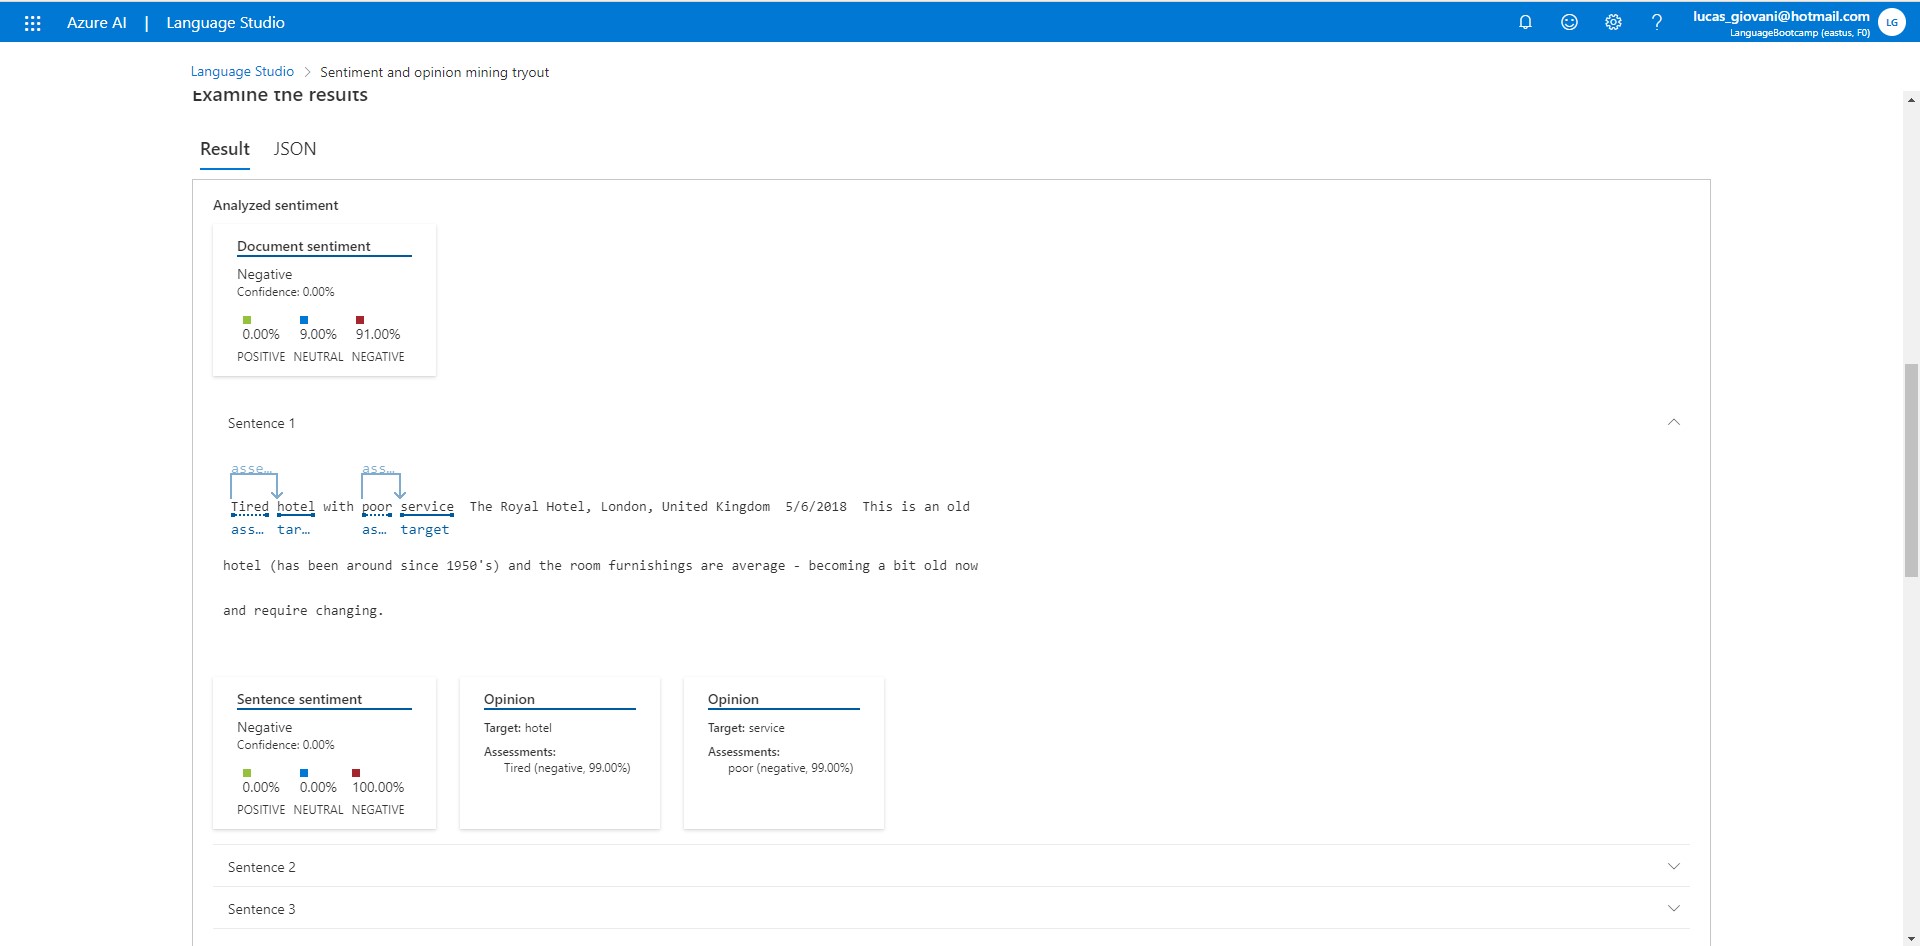 Azure AI | Language Studio
lucas_giovani@hotmail.com
LanguageBootcamp (eastus, F0)
LG
Language Studio > Sentiment and opinion mining tryout
Examine the results
Result JSON
Analyzed sentiment
Document sentiment
Negative
Confidence: 0.00%
0.00% 9.00% 91.00%
POSITIVE NEUTRAL NEGATIVE
Sentence 1
asse... ass...
Tired hotel with poor service The Royal Hotel, London, United Kingdom 5/6/2018 This is an old
ass... tar... as... target
hotel (has been around since 1950's) and the room furnishings are average - becoming a bit old now
and require changing.
Sentence sentiment
Negative
Confidence: 0.00%
0.00% 0.00% 100.00%
POSITIVE NEUTRAL NEGATIVE
Opinion
Target: hotel
Assessments:
Tired (negative, 99.00%)
Opinion
Target: service
Assessments:
poor (negative, 99.00%)
Sentence 2
Sentence 3